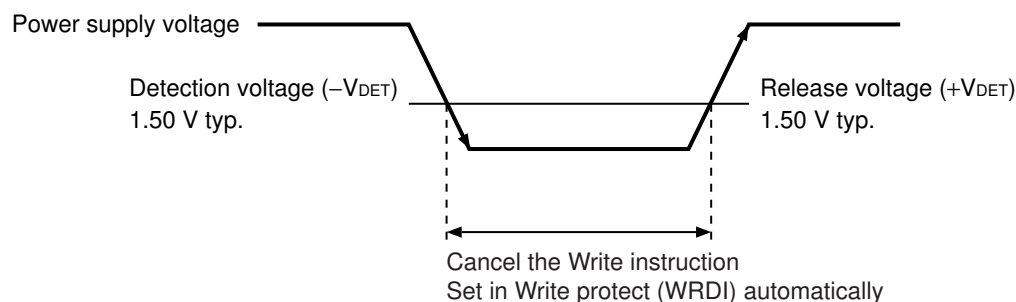 Power supply voltage
Detection voltage (−VDET)
1.50 V typ.
Release voltage (+VDET)
1.50 V typ.
Cancel the Write instruction
Set in Write protect (WRDI) automatically